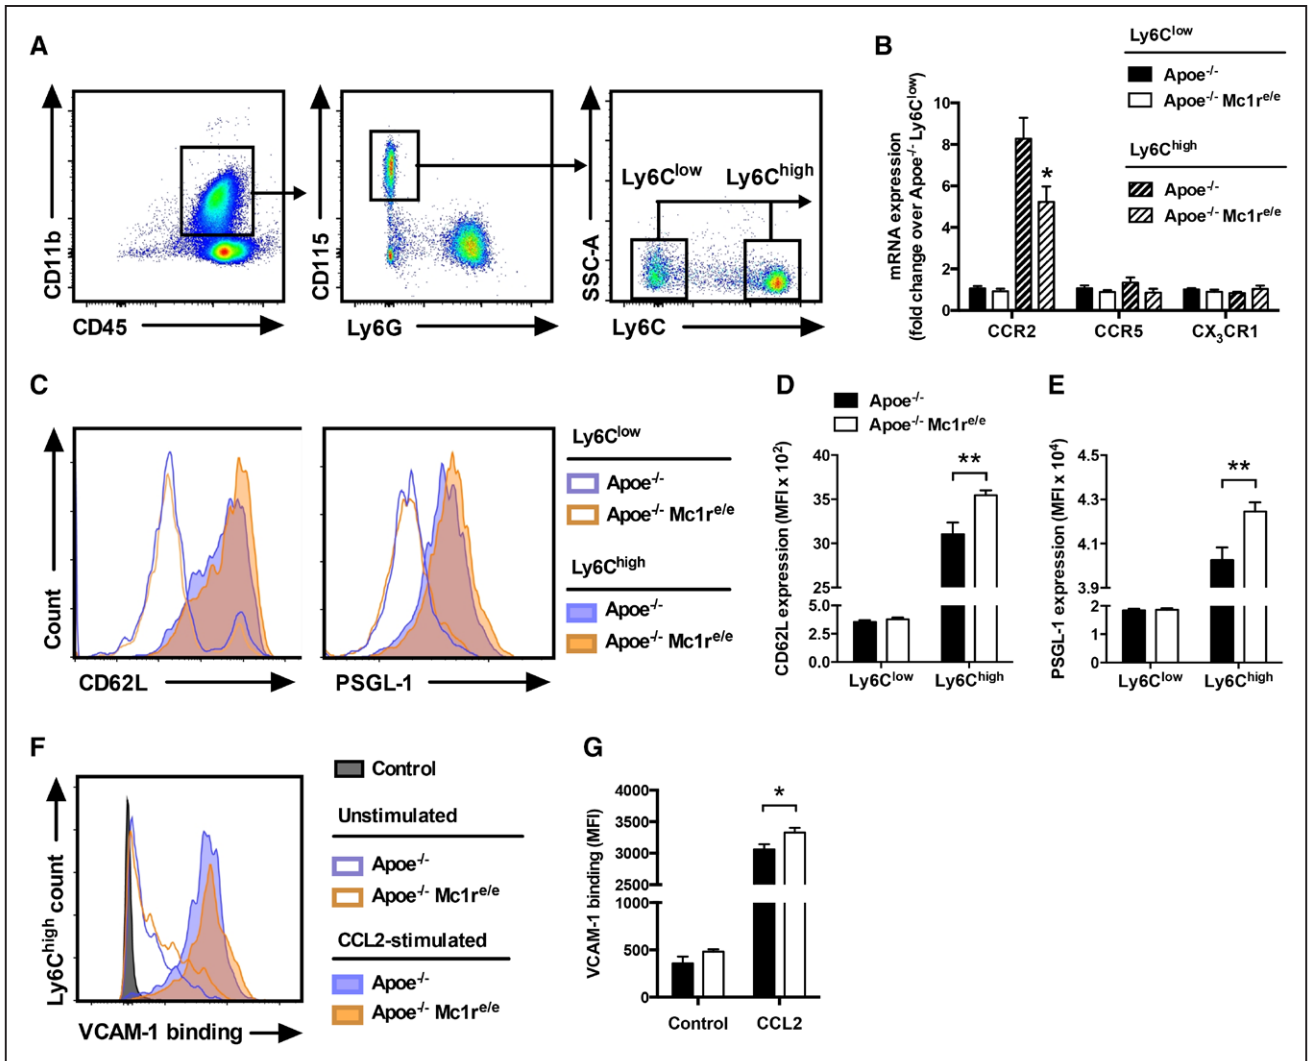 A
CD11b
CD45
CD115
Ly6G
SSC-A
Ly6C^low
Ly6C^high
Ly6C
B
Ly6C^low
Apoe^-/-
Apoe^-/- Mc1r^e/e
Ly6C^high
Apoe^-/-
Apoe^-/- Mc1r^e/e
mRNA expression
(fold change over Apoe^-/- Ly6C^low)
10
8
6
4
2
0
*
CCR2
CCR5
CX_3CR1
C
Count
CD62L
PSGL-1
Ly6C^low
Apoe^-/-
Apoe^-/- Mc1r^e/e
Ly6C^high
Apoe^-/-
Apoe^-/- Mc1r^e/e
D
Apoe^-/-
Apoe^-/- Mc1r^e/e
CD62L expression (MFI x 10^2)
40
35
30
25
5.0
2.5
0.0
**
Ly6C^low
Ly6C^high
E
PSGL-1 expression (MFI x 10^4)
4.5
4.3
4.1
3.9
2
1
0
**
Ly6C^low
Ly6C^high
F
Ly6C^high count
VCAM-1 binding
Control
Unstimulated
Apoe^-/-
Apoe^-/- Mc1r^e/e
CCL2-stimulated
Apoe^-/-
Apoe^-/- Mc1r^e/e
G
VCAM-1 binding (MFI)
4000
3500
3000
2500
1000
500
0
*
Control
CCL2